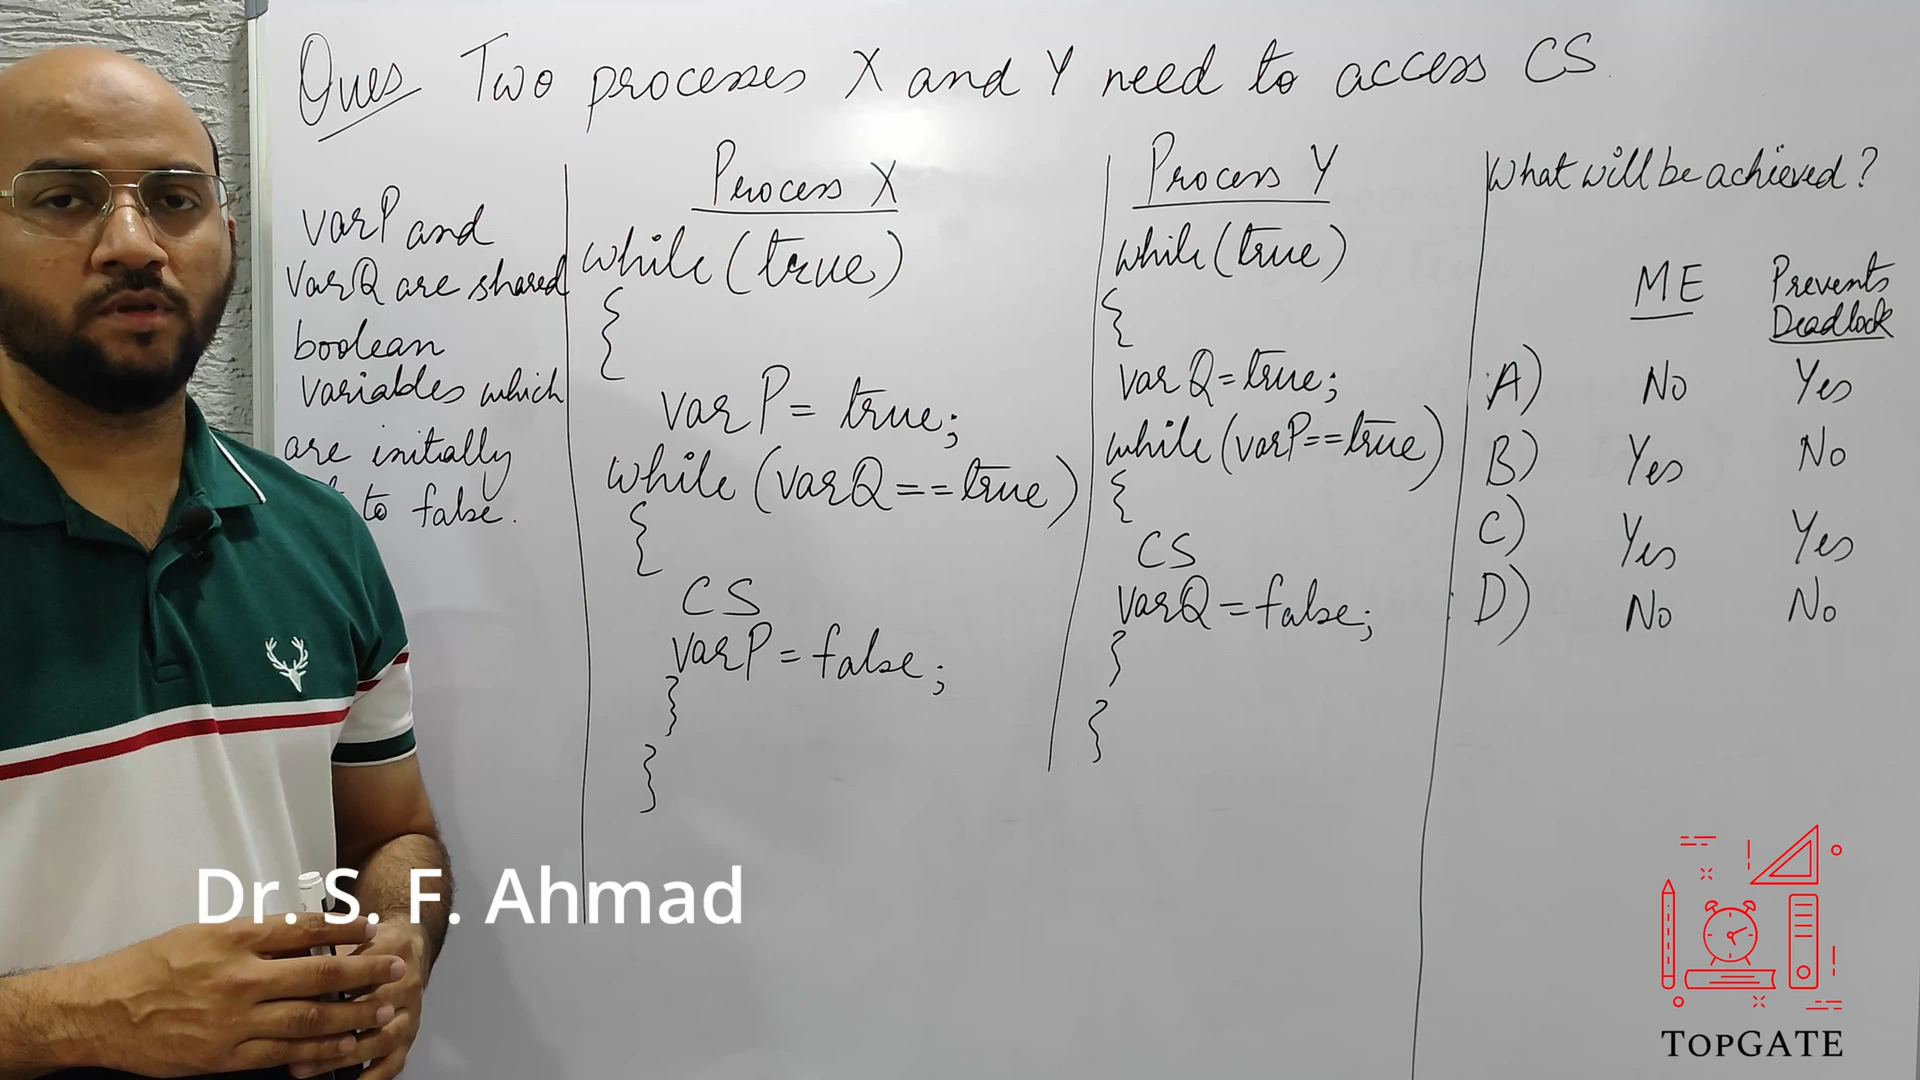 Ques Two processes X and Y need to access CS
varP and
varQ are shared
boolean
variables which
are initially
to false.
Process X
while (true)
{
varP = true;
while (varQ == true)
{
CS
varP = false;
}
}
Process Y
while (true)
{
varQ = true;
while (varP == true)
{
CS
varQ = false;
}
{
What will be achieved?
ME Prevents
Deadlock
A) No Yes
B) Yes No
C) Yes Yes
D) No No
Dr. S. F. Ahmad
TOPGATE